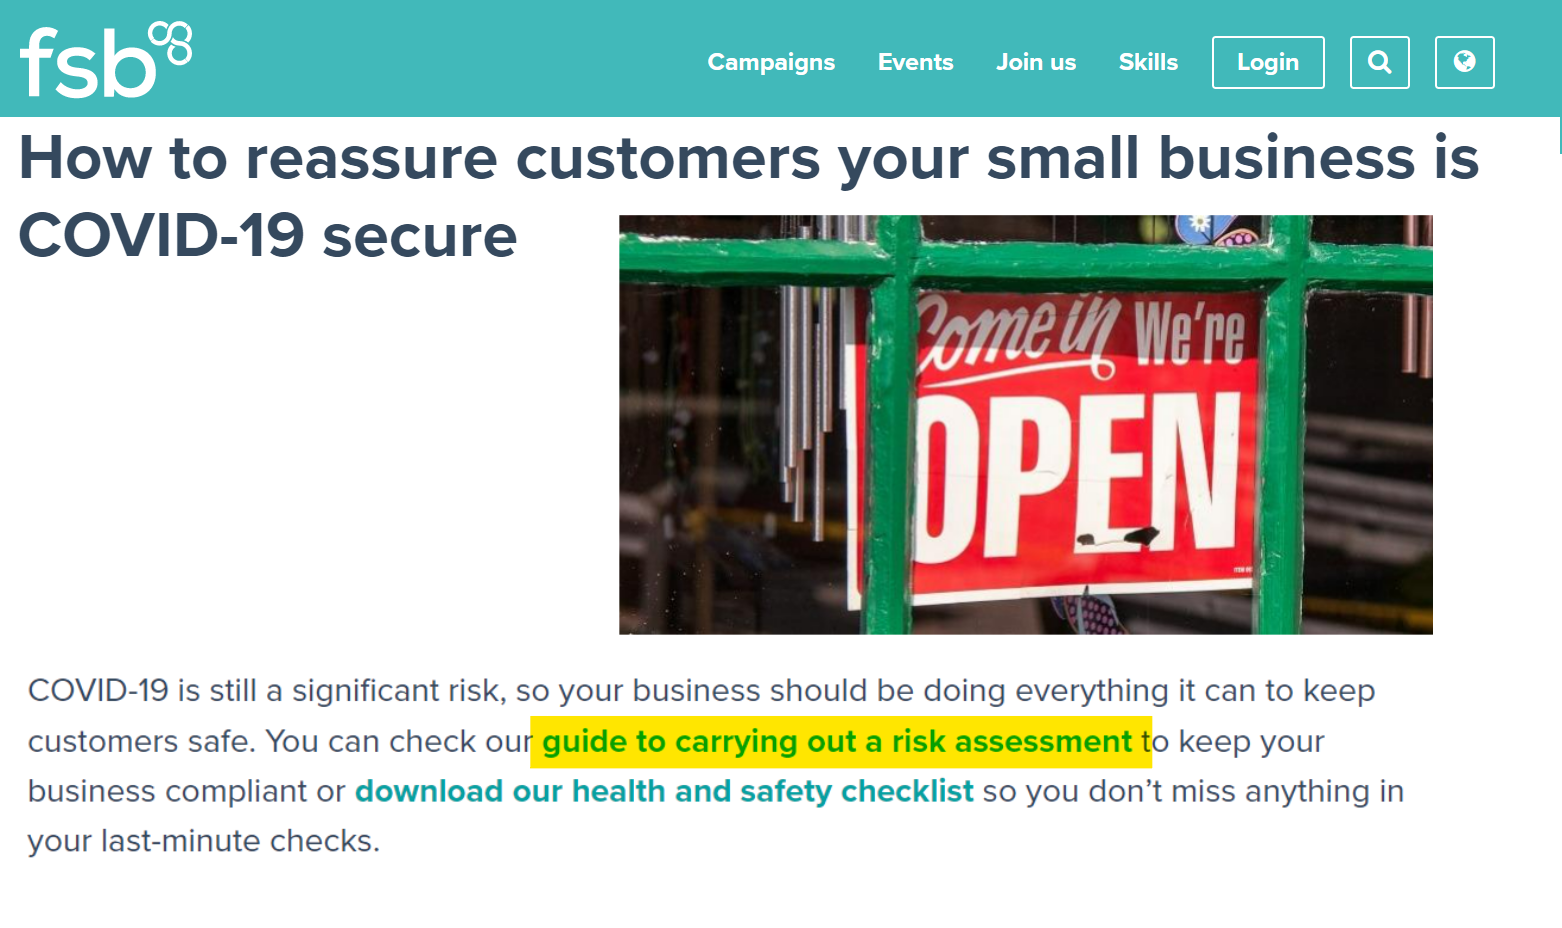 fsb
Campaigns Events Join us Skills Login
How to reassure customers your small business is
COVID-19 secure
Come in We're
OPEN
COVID-19 is still a significant risk, so your business should be doing everything it can to keep
customers safe. You can check our guide to carrying out a risk assessment to keep your
business compliant or download our health and safety checklist so you don’t miss anything in
your last-minute checks.